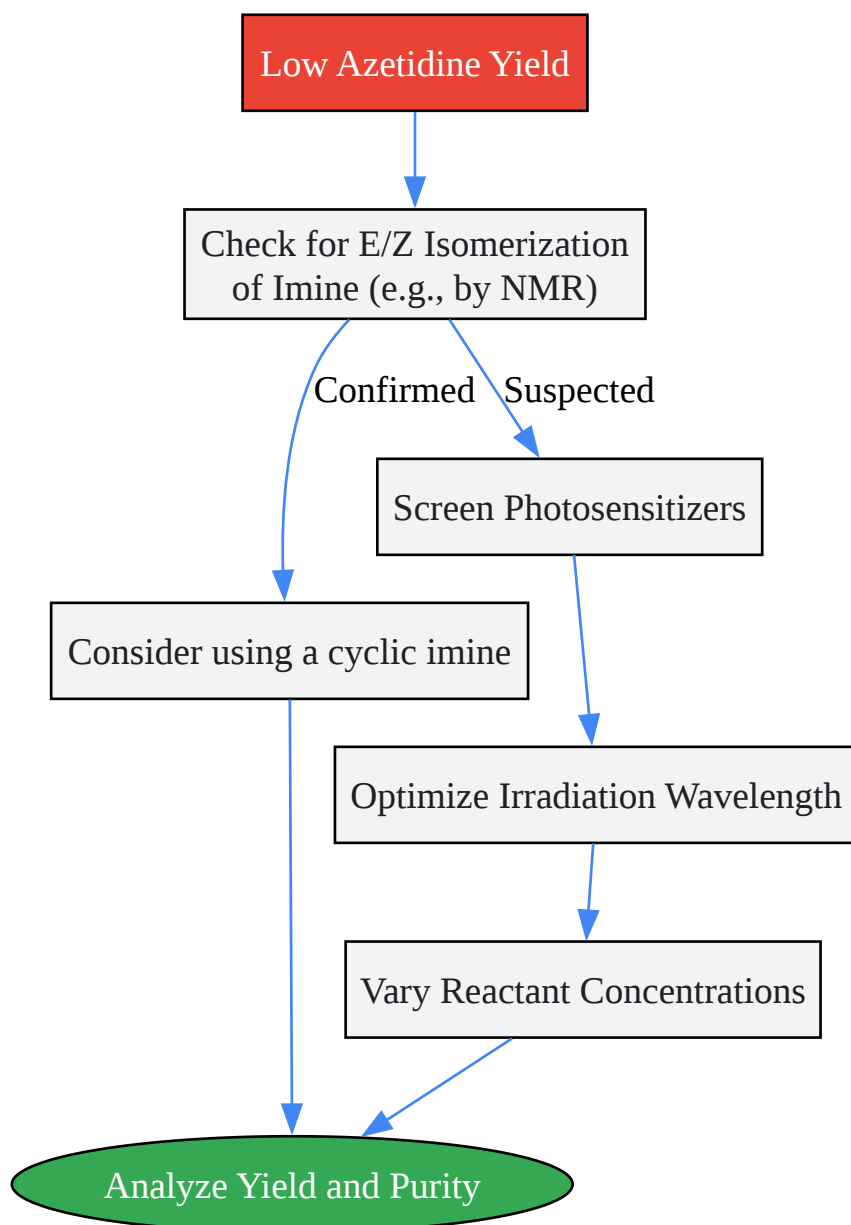 Low Azetidine Yield
Check for E/Z Isomerization
of Imine (e.g., by NMR)
Confirmed
Suspected
Screen Photosensitizers
Consider using a cyclic imine
Optimize Irradiation Wavelength
Vary Reactant Concentrations
Analyze Yield and Purity